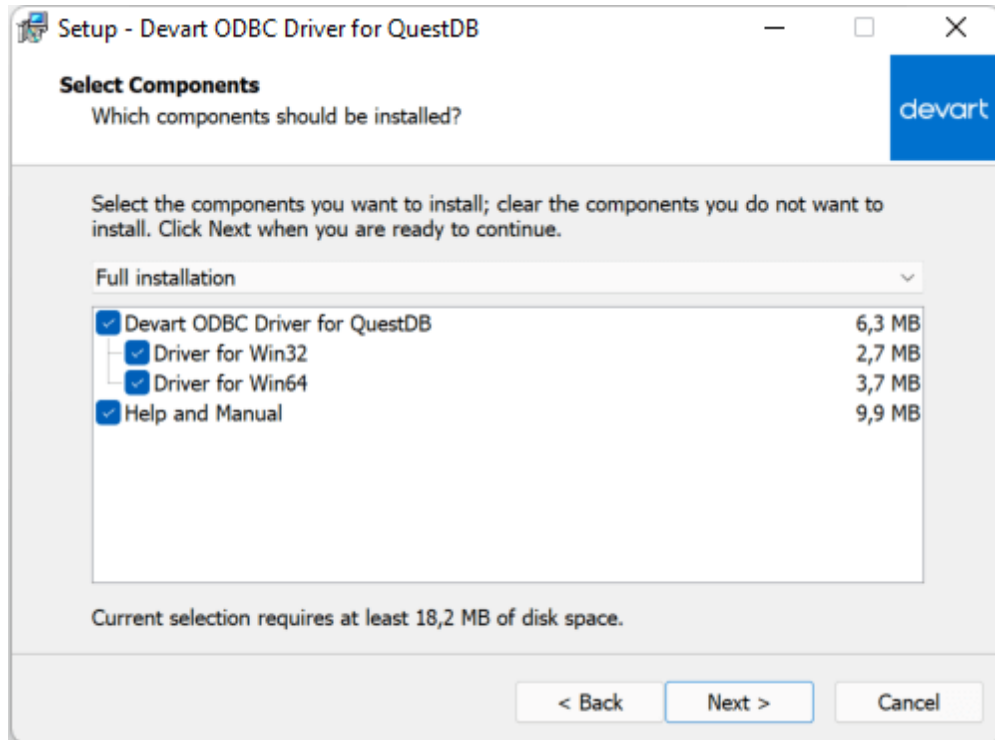 Setup - Devart ODBC Driver for QuestDB
Select Components
Which components should be installed?
devart
Select the components you want to install; clear the components you do not want to
install. Click Next when you are ready to continue.
Full installation
Devart ODBC Driver for QuestDB 6,3 MB
Driver for Win32 2,7 MB
Driver for Win64 3,7 MB
Help and Manual 9,9 MB
Current selection requires at least 18,2 MB of disk space.
< Back Next > Cancel